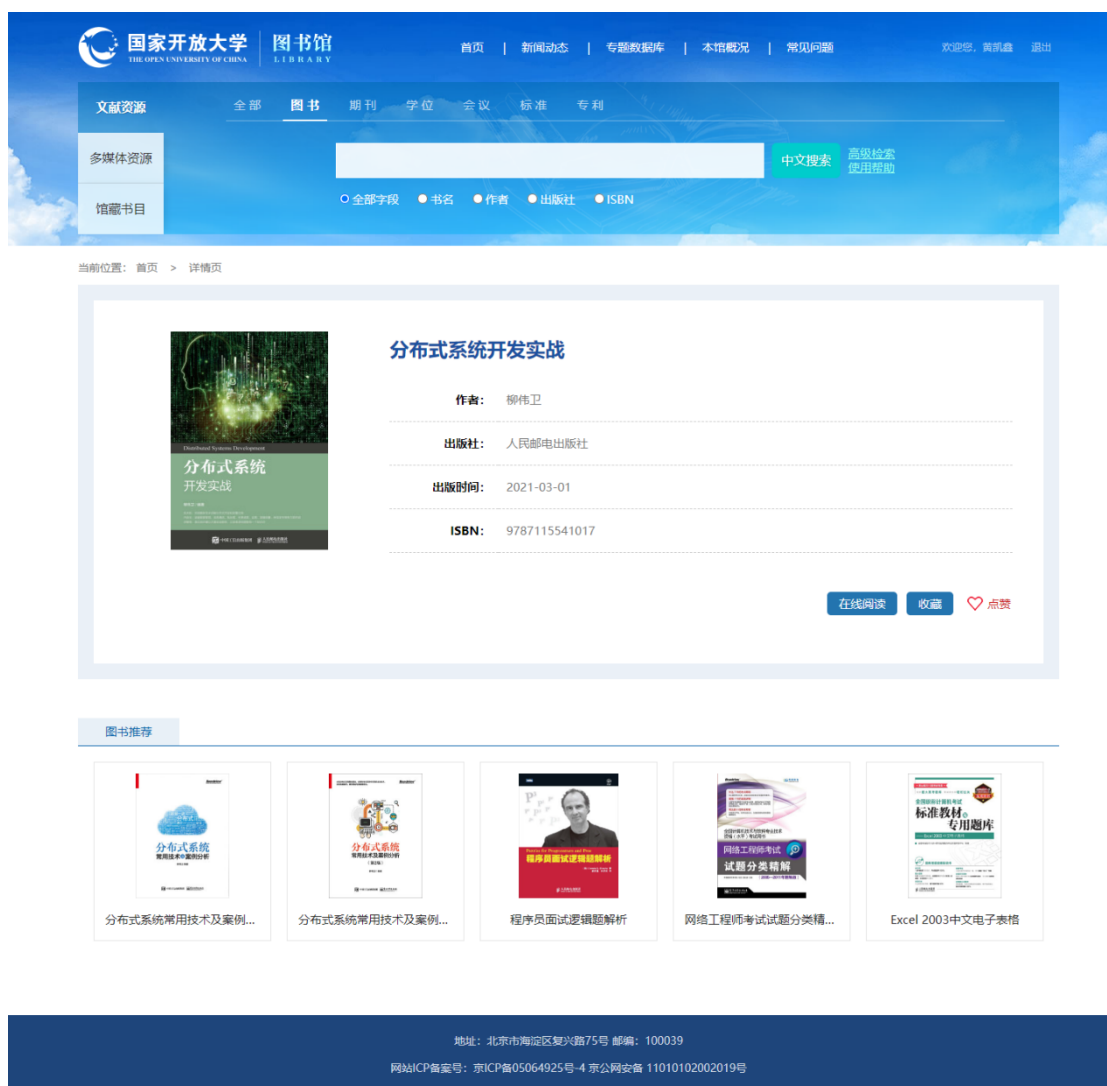 国家开放大学 图书馆
THE OPEN UNIVERSITY OF CHINA LIBRARY
首页 | 新闻动态 | 专题数据库 | 本馆概况 | 常见问题
欢迎您,黄凯鑫 退出
文献资源
全部 图书 期刊 学位 会议 标准 专利
多媒体资源
中文搜索
高级检索
使用帮助
全部字段 书名 作者 出版社 ISBN
馆藏书目
当前位置: 首页 > 详情页
Distributed Systems Development
分布式系统
开发实战
分布式系统开发实战
作者: 柳伟卫
出版社: 人民邮电出版社
出版时间: 2021-03-01
ISBN: 9787115541017
在线阅读 收藏 点赞
图书推荐
分布式系统
常用技术及案例分析
分布式系统
常用技术及案例分析
(第2版)
程序员面试逻辑题解析
网络工程师考试
试题分类精解
标准教材
专用题库
分布式系统常用技术及案例...
分布式系统常用技术及案例...
程序员面试逻辑题解析
网络工程师考试试题分类精...
Excel 2003中文电子表格
地址:北京市海淀区复兴路75号 邮编:100039
网站ICP备案号:京ICP备05064925号-4 京公网安备 11010102002019号